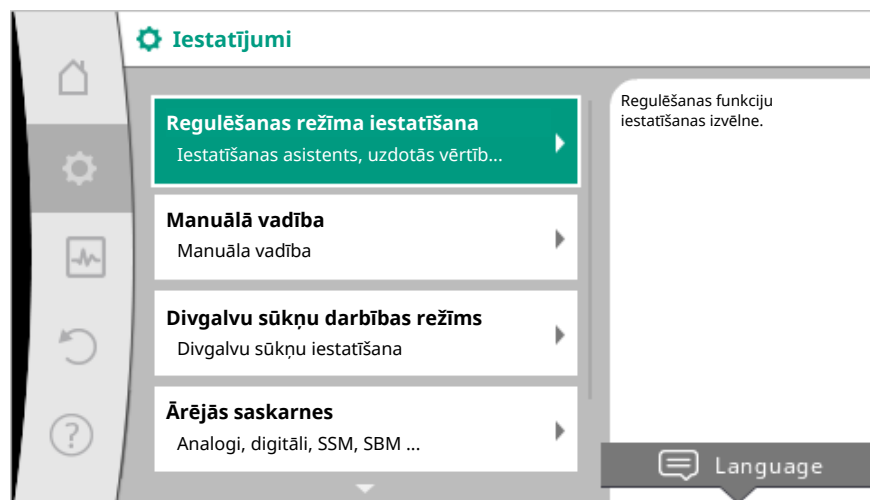 Iestatījumi
Regulēšanas režīma iestatīšana
Iestatīšanas asistents, uzdotās vērtīb...
Manuālā vadība
Manuāla vadība
Divgalvu sūkņu darbības režīms
Divgalvu sūkņu iestatīšana
Ārējās saskarnes
Analogi, digitāli, SSM, SBM ...
Regulēšanas funkciju
iestatīšanas izvēlne.
Language